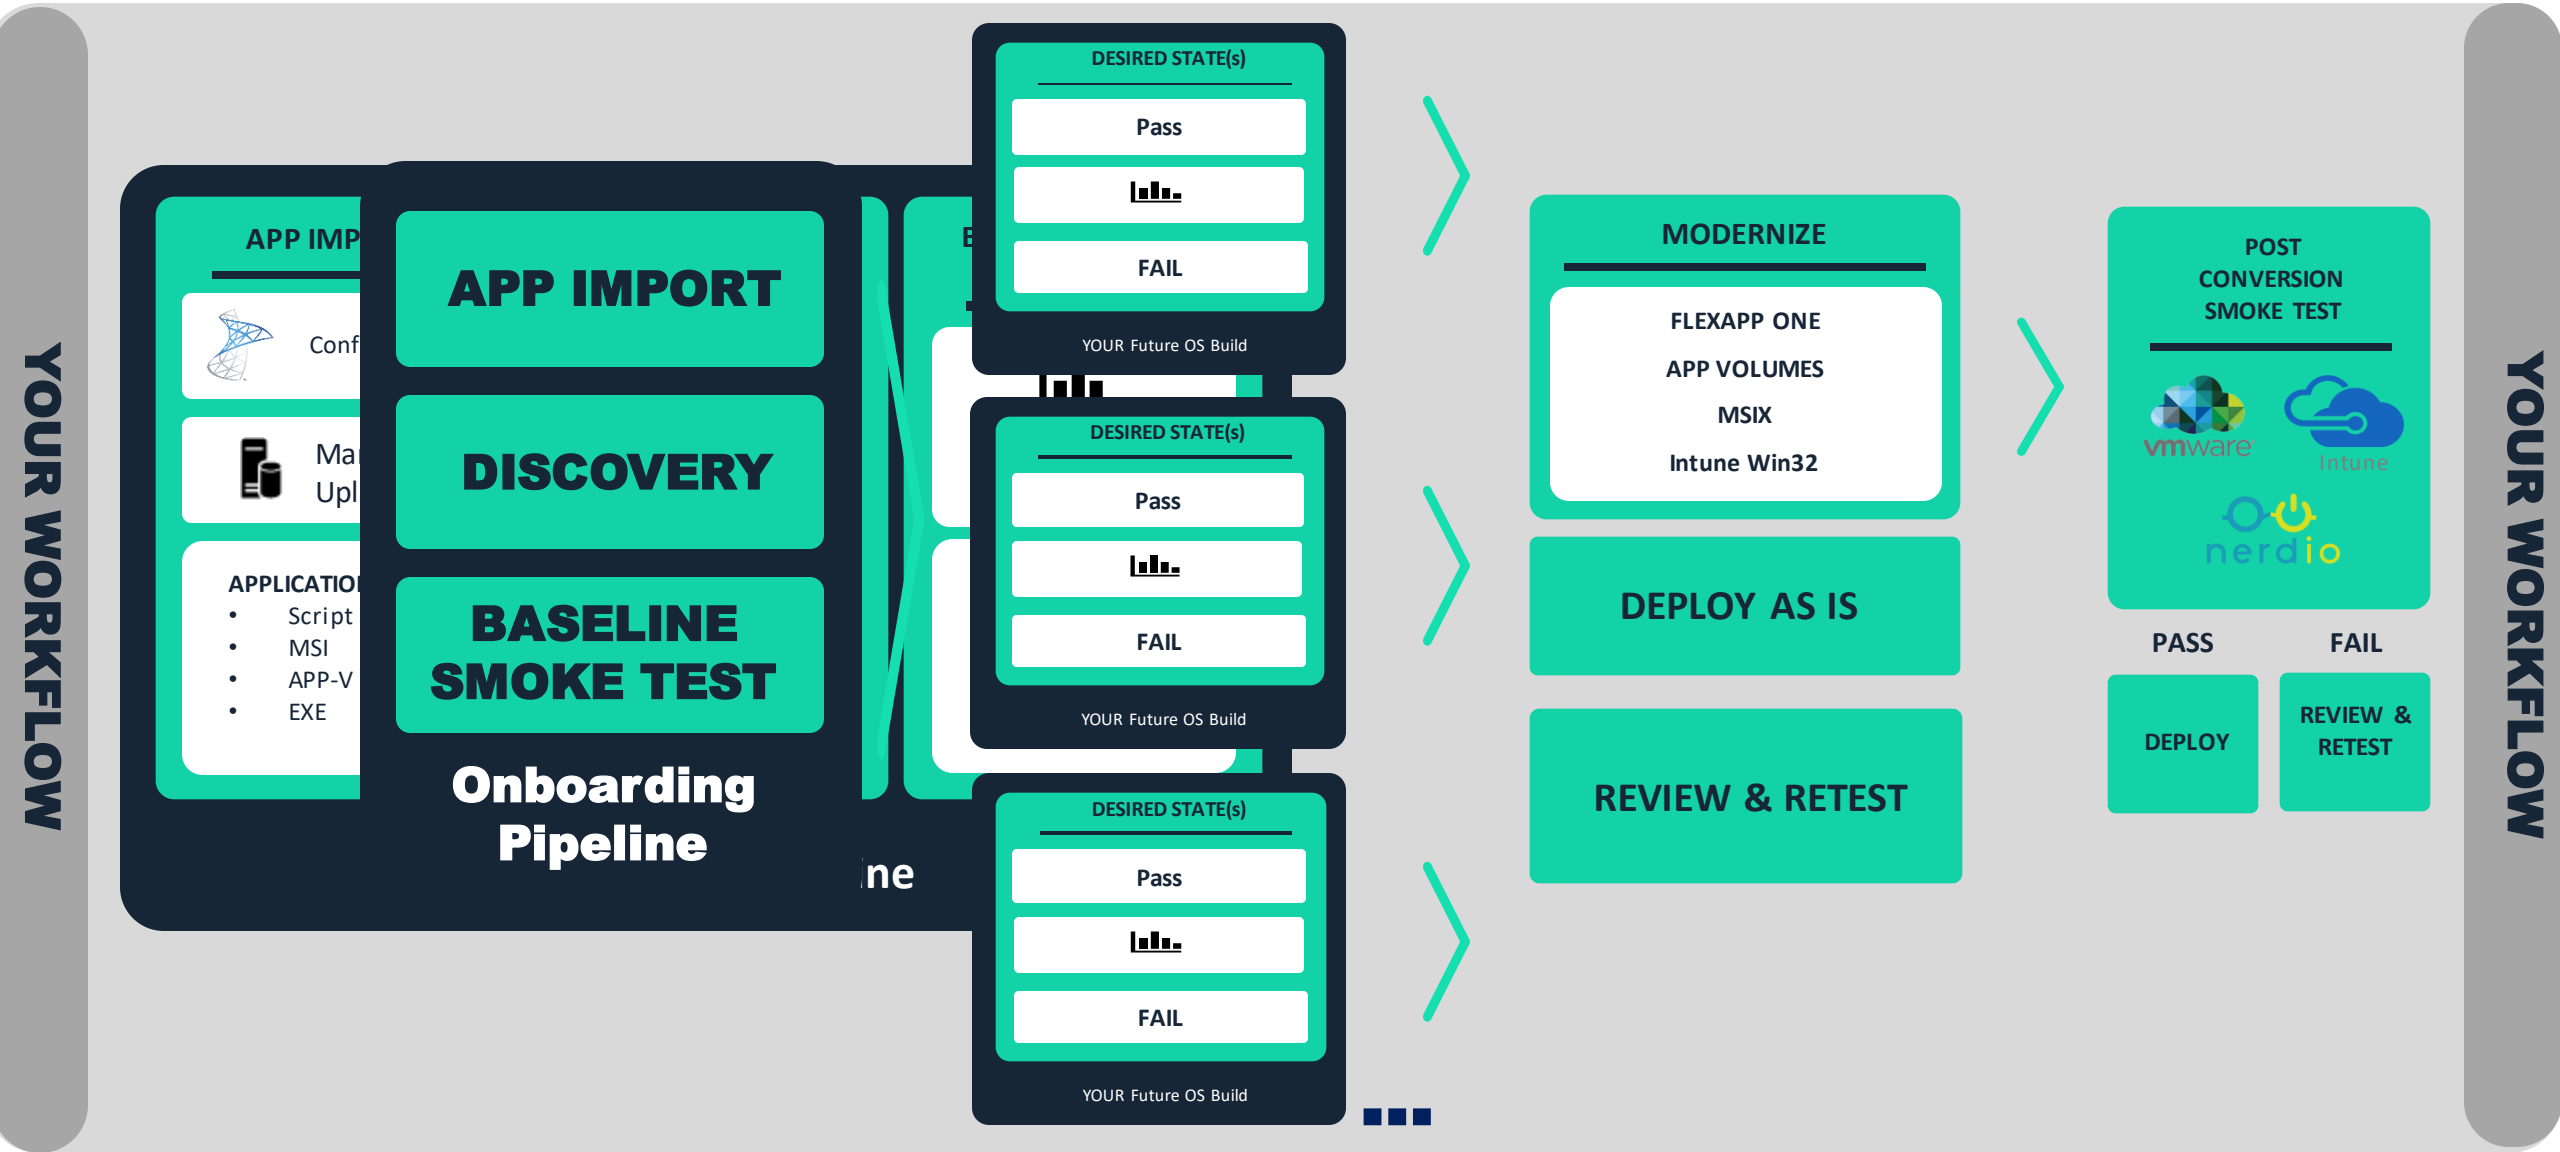 YOUR WORKFLOW
APP IMP
Conf
Upl
APPLICATIO
• Script
• MSI
• APP-V
• EXE
APP IMPORT
DISCOVERY
BASELINE
SMOKE TEST
Onboarding
Pipeline
ine
DESIRED STATE(s)
Pass
FAIL
YOUR Future OS Build
DESIRED STATE(s)
Pass
FAIL
YOUR Future OS Build
DESIRED STATE(s)
Pass
FAIL
YOUR Future OS Build
MODERNIZE
FLEXAPP ONE
APP VOLUMES
MSIX
Intune Win32
DEPLOY AS IS
REVIEW & RETEST
POST
CONVERSION
SMOKE TEST
vmware
Intune
nerdio
PASS
FAIL
DEPLOY
REVIEW &
RETEST
YOUR WORKFLOW